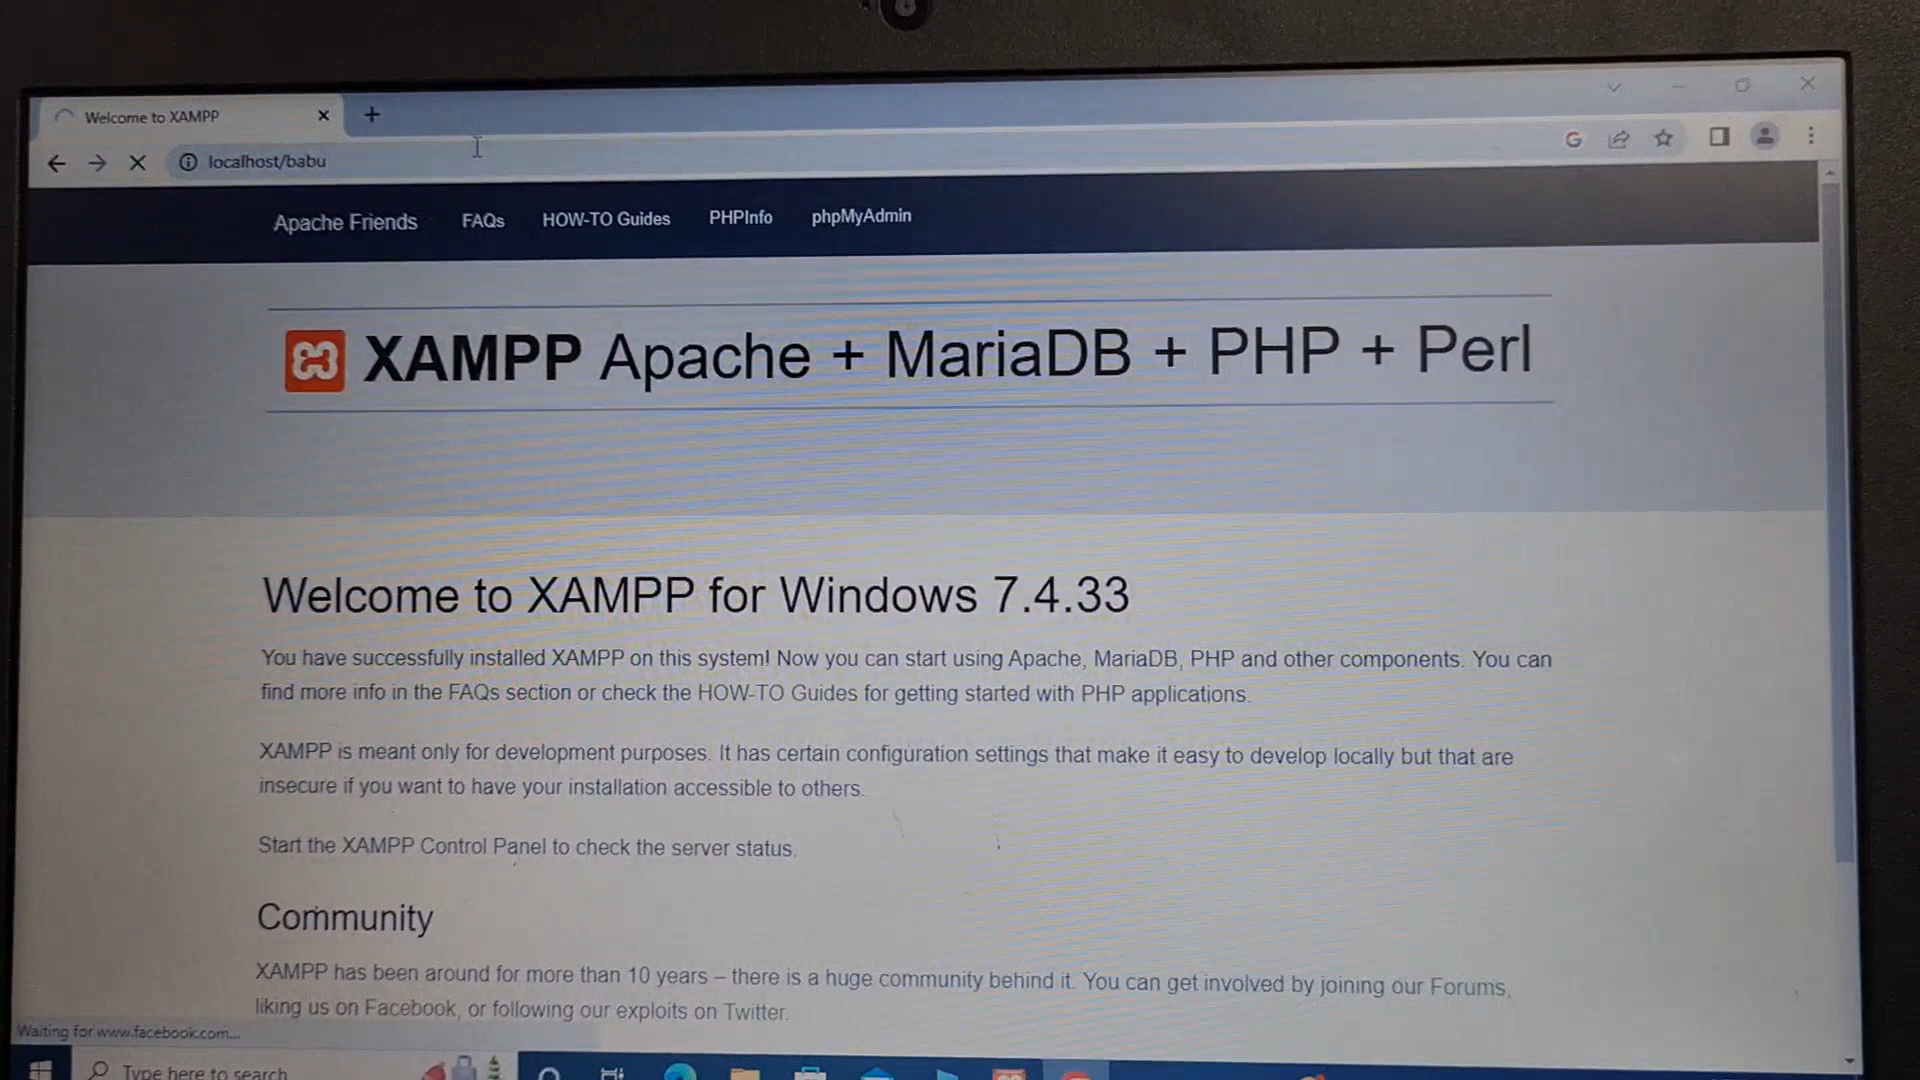 Welcome to XAMPP
localhost/babu
Apache Friends FAQs HOW-TO Guides PHPInfo phpMyAdmin
XAMPP Apache + MariaDB + PHP + Perl
Welcome to XAMPP for Windows 7.4.33
You have successfully installed XAMPP on this system! Now you can start using Apache, MariaDB, PHP and other components. You can
find more info in the FAQs section or check the HOW-TO Guides for getting started with PHP applications.
XAMPP is meant only for development purposes. It has certain configuration settings that make it easy to develop locally but that are
insecure if you want to have your installation accessible to others.
Start the XAMPP Control Panel to check the server status.
Community
XAMPP has been around for more than 10 years – there is a huge community behind it. You can get involved by joining our Forums,
liking us on Facebook, or following our exploits on Twitter.
Waiting for www.facebook.com...
Type here to search